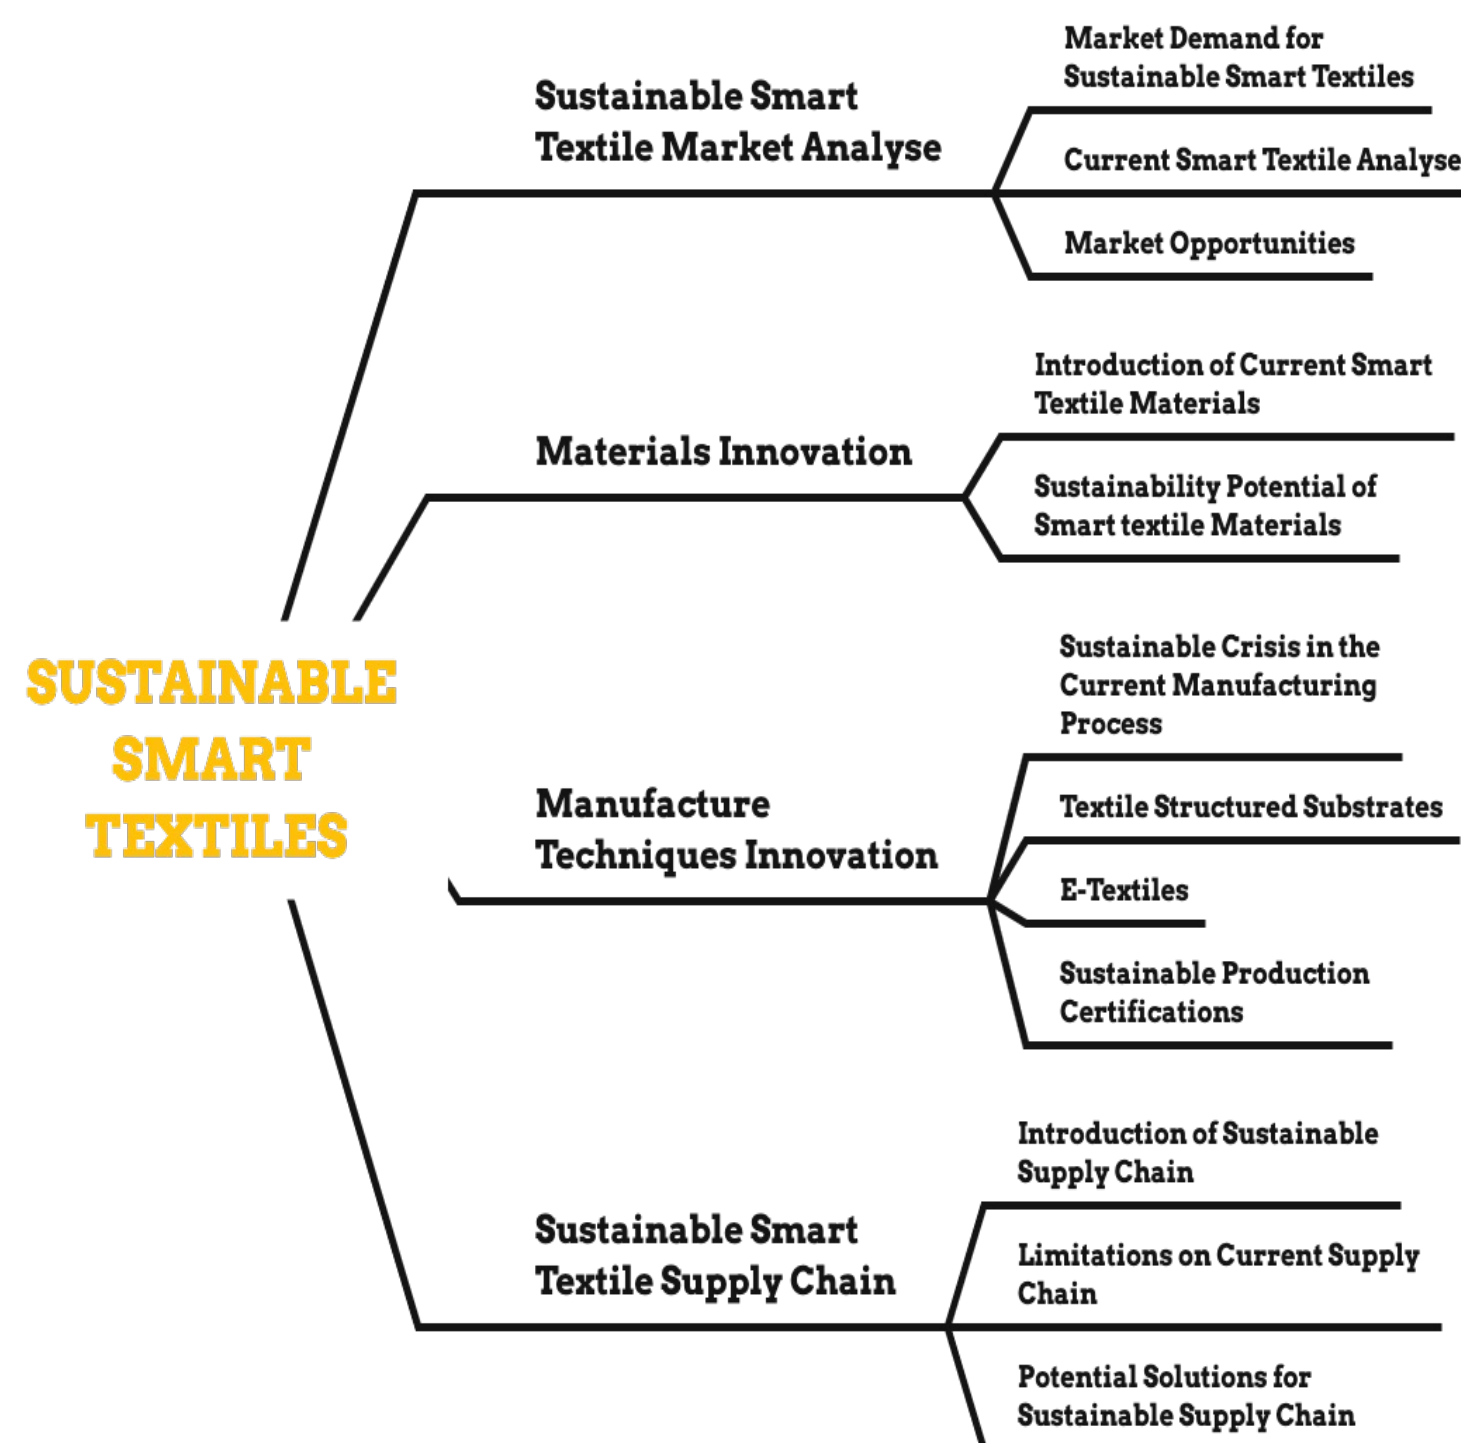 SUSTAINABLE
SMART
TEXTILES
Sustainable Smart
Textile Market Analyse
Market Demand for
Sustainable Smart Textiles
Current Smart Textile Analyse
Market Opportunities
Materials Innovation
Introduction of Current Smart
Textile Materials
Sustainability Potential of
Smart textile Materials
Manufacture
Techniques Innovation
Sustainable Crisis in the
Current Manufacturing
Process
Textile Structured Substrates
E-Textiles
Sustainable Production
Certifications
Sustainable Smart
Textile Supply Chain
Introduction of Sustainable
Supply Chain
Limitations on Current Supply
Chain
Potential Solutions for
Sustainable Supply Chain